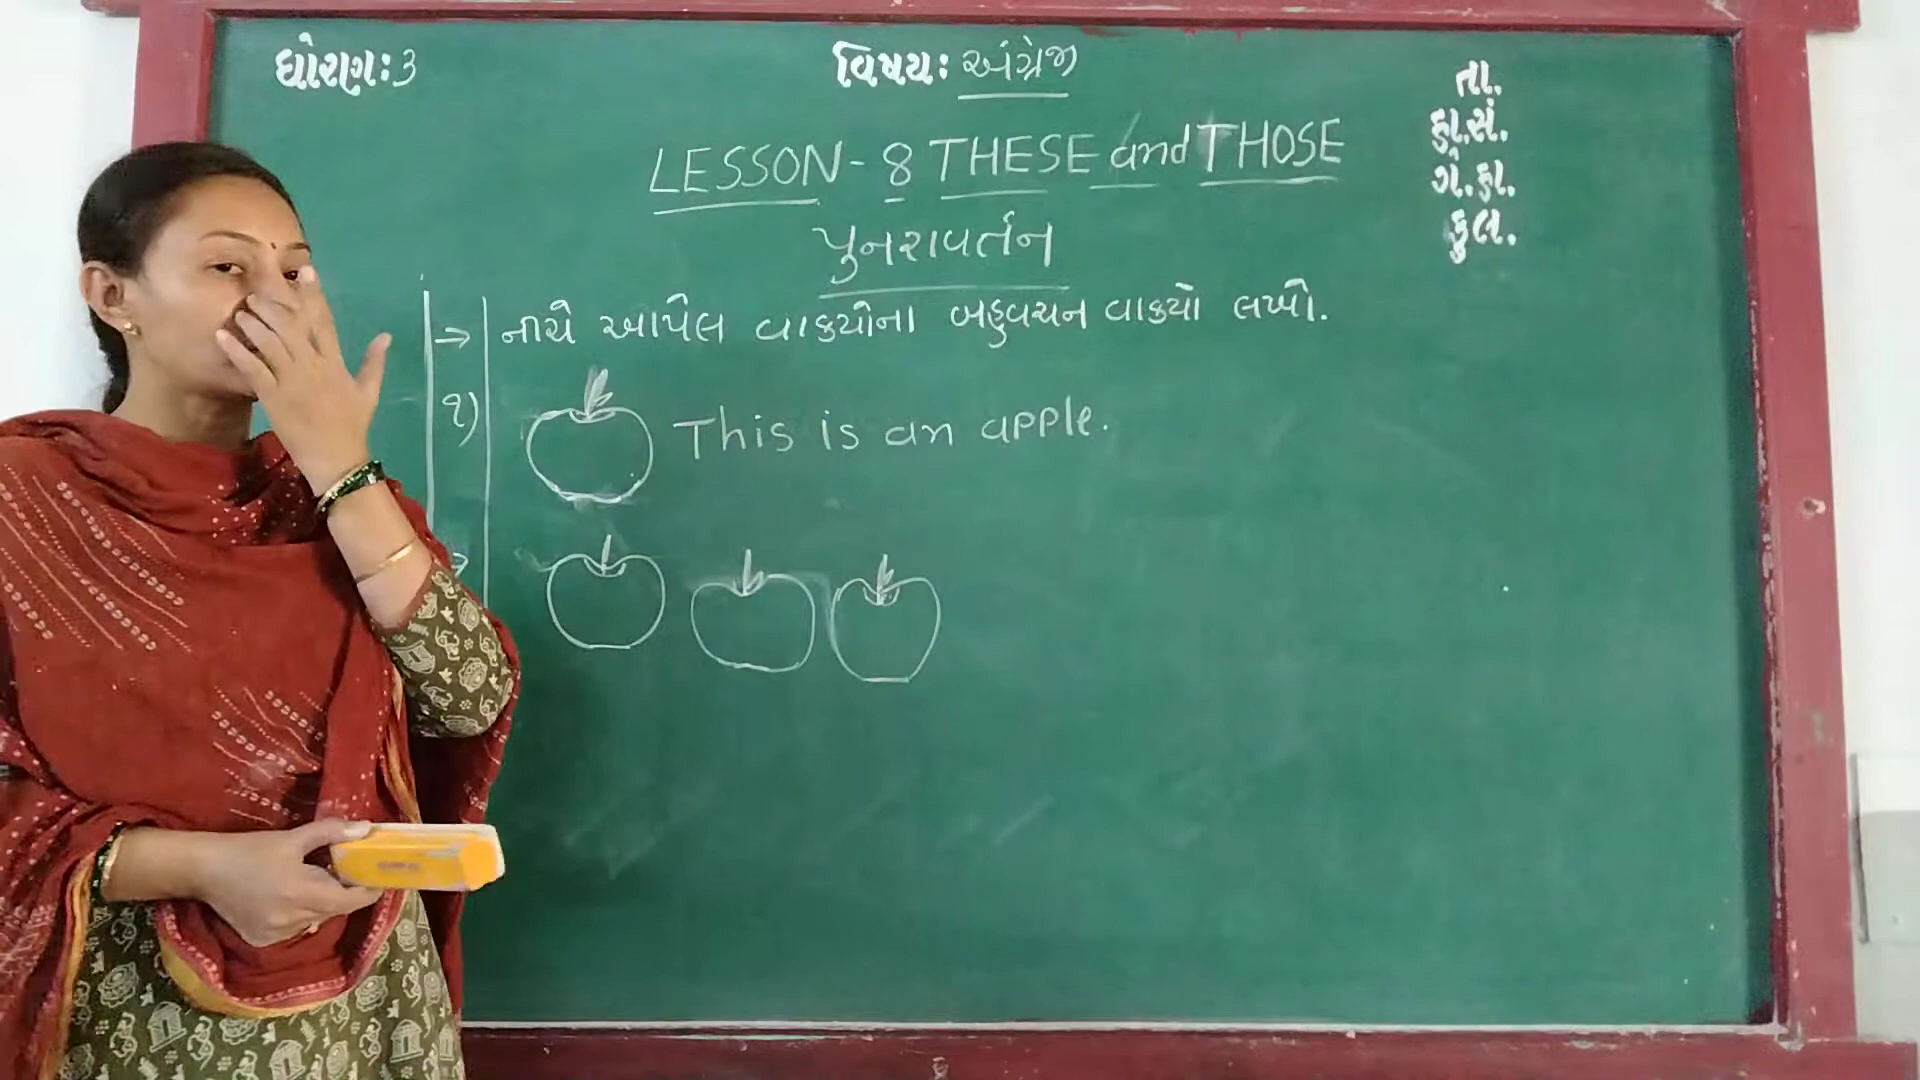 ધોરણ: 3
વિષય: અંગ્રેજી
તા.
હા.સં.
ગે.હા.
કુલ.
LESSON - 8 THESE and THOSE
પુનરાવર્તન
→ નીચે આપેલ વાક્યોના બહુવચન વાક્યો લખો.
૧) This is an apple.